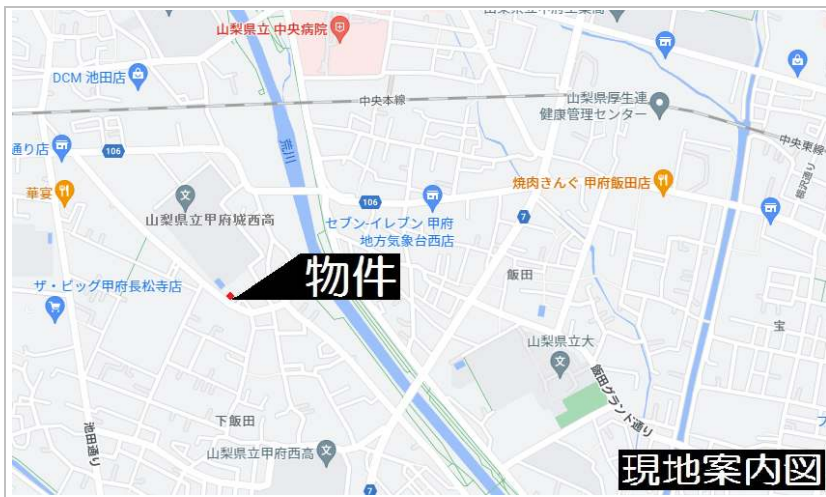 山梨県立 中央病院
DCM 池田店
中央本線
山梨県厚生連
健康管理センター
中央東線
通り店
106
荒川
華宴
山梨県立甲府城西高
106
セブン-イレブン 甲府
地方気象台西店
焼肉きんぐ 甲府飯田店
7
物件
飯田
ザ・ビッグ甲府長松寺店
宝
山梨県立大
飯田グランド通り
下飯田
池田通り
山梨県立甲府西高
7
現地案内図